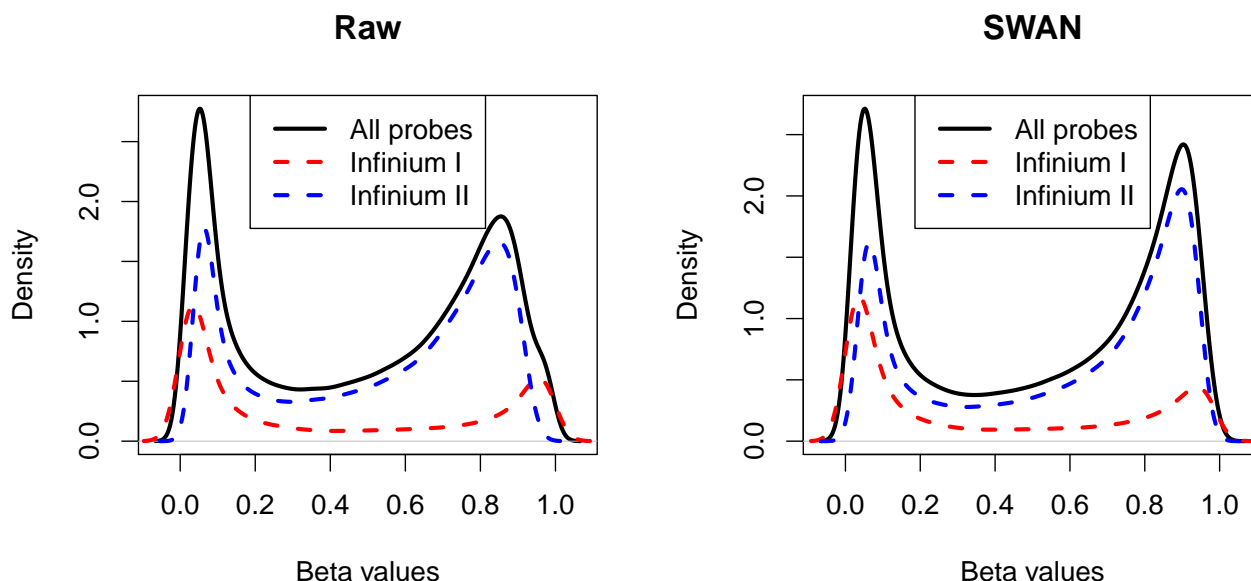 Raw
All probes
Infinium I
Infinium II
Density
0.0
1.0
2.0
0.0 0.2 0.4 0.6 0.8 1.0
Beta values
SWAN
All probes
Infinium I
Infinium II
Density
0.0
1.0
2.0
0.0 0.2 0.4 0.6 0.8 1.0
Beta values